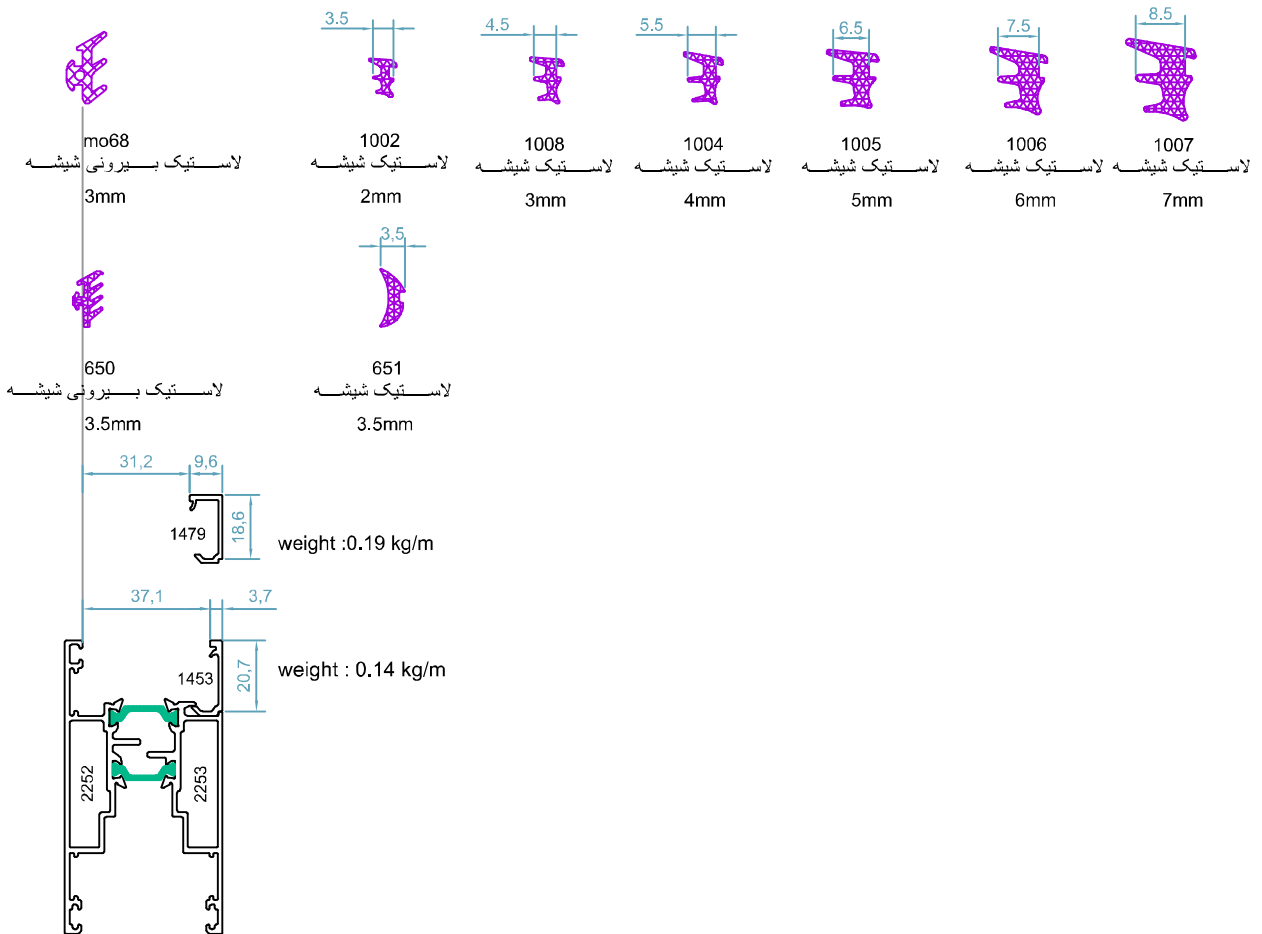 3.5
4.5
5.5
6.5
7.5
8.5
mo68
لاستیک بیرونی شیشه
3mm
1002
لاستیک شیشه
2mm
1008
لاستیک شیشه
3mm
1004
لاستیک شیشه
4mm
1005
لاستیک شیشه
5mm
1006
لاستیک شیشه
6mm
1007
لاستیک شیشه
7mm
3,5
650
لاستیک بیرونی شیشه
3.5mm
651
لاستیک شیشه
3.5mm
31,2
9,6
1479
18,6
weight :0.19 kg/m
37,1
3,7
1453
20,7
weight : 0.14 kg/m
2252
2253